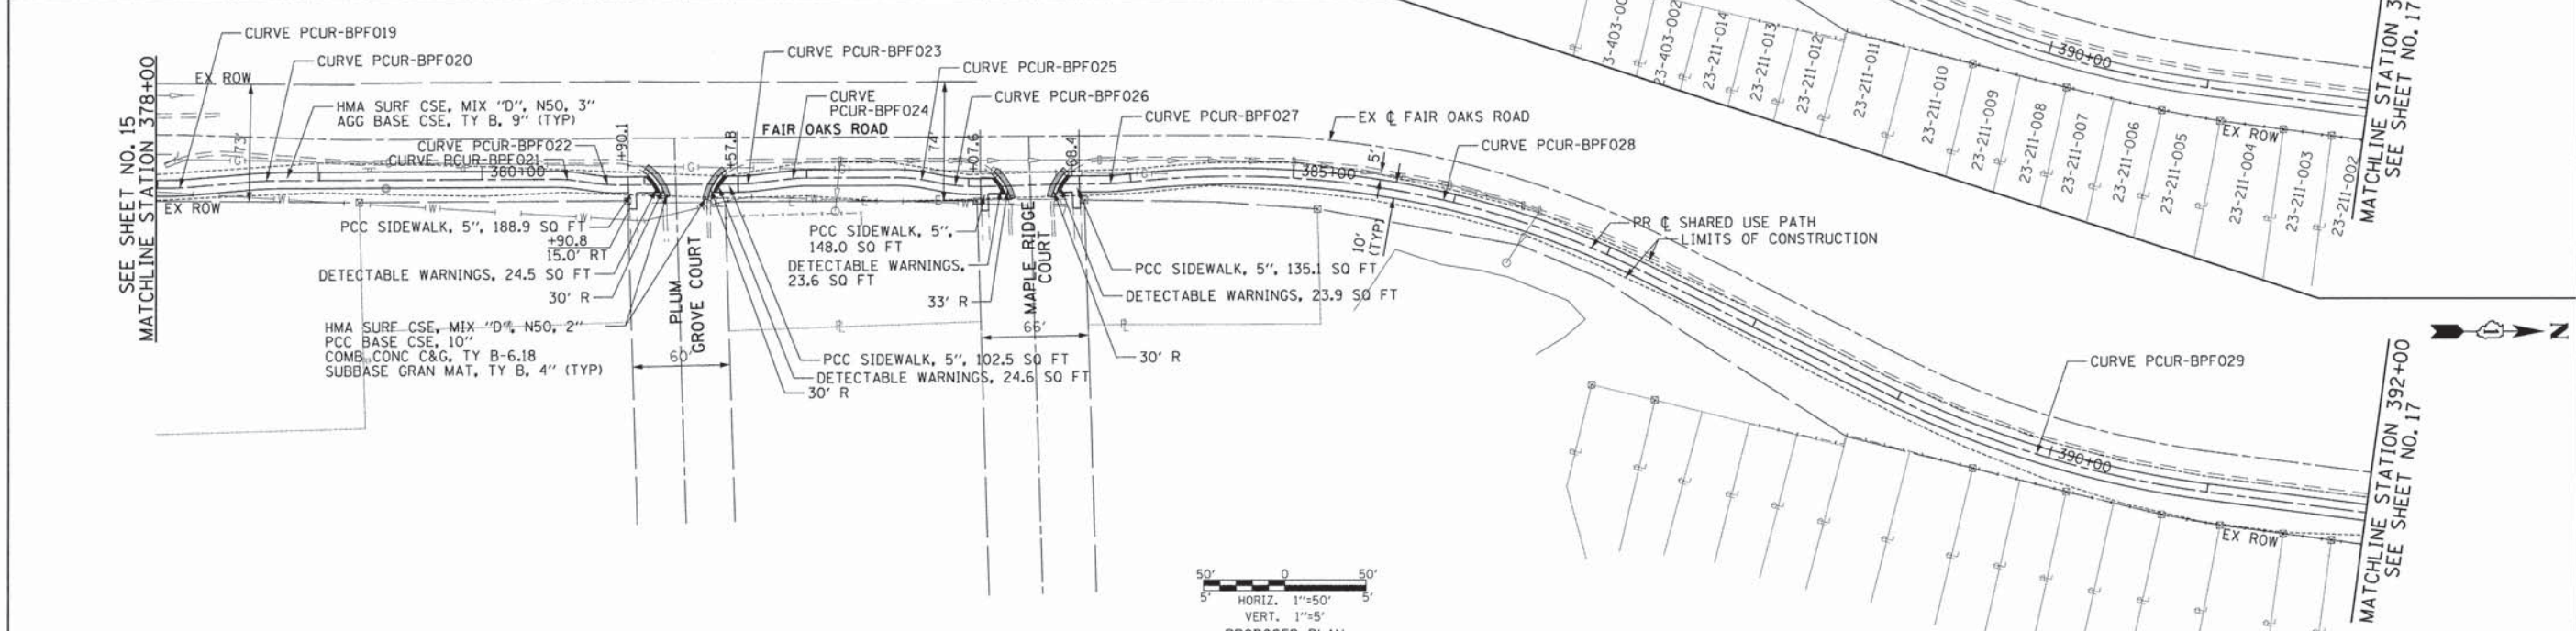 SEE SHEET NO. 15
MATCHLINE STATION 378+00
CURVE PCUR-BPF019
CURVE PCUR-BPF020
EX ROW
HMA SURF CSE, MIX "D", N50, 3"
AGG BASE CSE, TY B, 9" (TYP)
73'
CURVE PCUR-BPF022
CURVE PCUR-BPF021
380+00
EX ROW
PCC SIDEWALK, 5", 188.9 SQ FT
+90.8
15.0' RT
DETECTABLE WARNINGS, 24.5 SQ FT
30' R
HMA SURF CSE, MIX "D", N50, 2"
PCC BASE CSE, 10"
COMB CONC C&G, TY B-6.18
SUBBASE GRAN MAT, TY B, 4" (TYP)
+90.1
+57.8
PLUM
GROVE COURT
60'
CURVE PCUR-BPF023
CURVE
PCUR-BPF024
FAIR OAKS ROAD
74'
CURVE PCUR-BPF025
CURVE PCUR-BPF026
+07.6
+68.4
CURVE PCUR-BPF027
PCC SIDEWALK, 5",
148.0 SQ FT
DETECTABLE WARNINGS,
23.6 SQ FT
33' R
MAPLE RIDGE
COURT
66'
PCC SIDEWALK, 5", 102.5 SQ FT
DETECTABLE WARNINGS, 24.6 SQ FT
30' R
PCC SIDEWALK, 5", 135.1 SQ FT
DETECTABLE WARNINGS, 23.9 SQ FT
30' R
EX ℄ FAIR OAKS ROAD
CURVE PCUR-BPF028
385+00
5'
10'
(TYP)
PR ℄ SHARED USE PATH
LIMITS OF CONSTRUCTION
CURVE PCUR-BPF029
390+00
EX ROW
MATCHLINE STATION 392+00
SEE SHEET NO. 17
N
23-403-002
23-211-014
23-211-013
23-211-012
23-211-011
23-211-010
23-211-009
23-211-008
23-211-007
23-211-006
23-211-005
23-211-004
23-211-003
23-211-002
390+00
EX ROW
MATCHLINE STATION 3
SEE SHEET NO. 17
50' 0 50'
5' HORIZ. 1"=50' 5'
VERT. 1"=5'